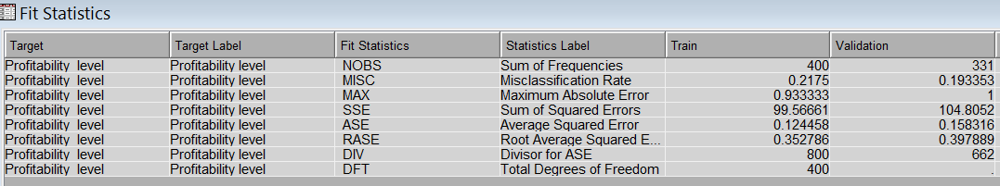 Fit Statistics
Target Target Label Fit Statistics Statistics Label Train Validation
Profitability level Profitability level NOBS Sum of Frequencies 400 331
Profitability level Profitability level MISC Misclassification Rate 0.2175 0.193353
Profitability level Profitability level MAX Maximum Absolute Error 0.933333 1
Profitability level Profitability level SSE Sum of Squared Errors 99.56661 104.8052
Profitability level Profitability level ASE Average Squared Error 0.124458 0.158316
Profitability level Profitability level RASE Root Average Squared E... 0.352786 0.397889
Profitability level Profitability level DIV Divisor for ASE 800 662
Profitability level Profitability level DFT Total Degrees of Freedom 400 .